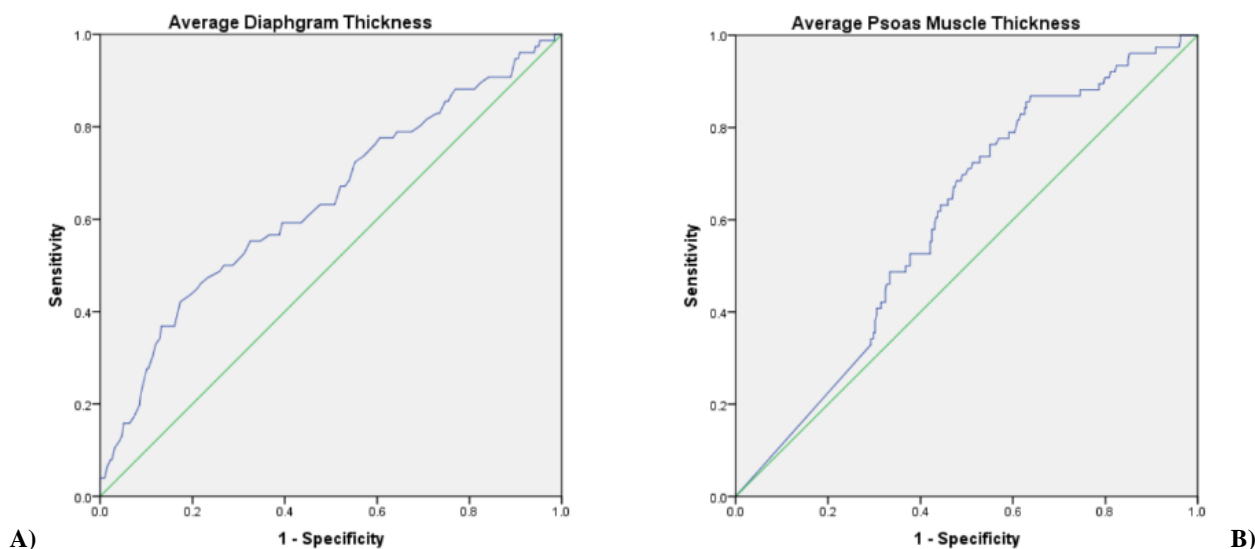 Average Diaphgram Thickness
1.0
0.8
0.6
0.4
0.2
0.0
Sensitivity
0.0 0.2 0.4 0.6 0.8 1.0
1 - Specificity
A)
Average Psoas Muscle Thickness
1.0
0.8
0.6
0.4
0.2
0.0
Sensitivity
0.0 0.2 0.4 0.6 0.8 1.0
1 - Specificity
B)